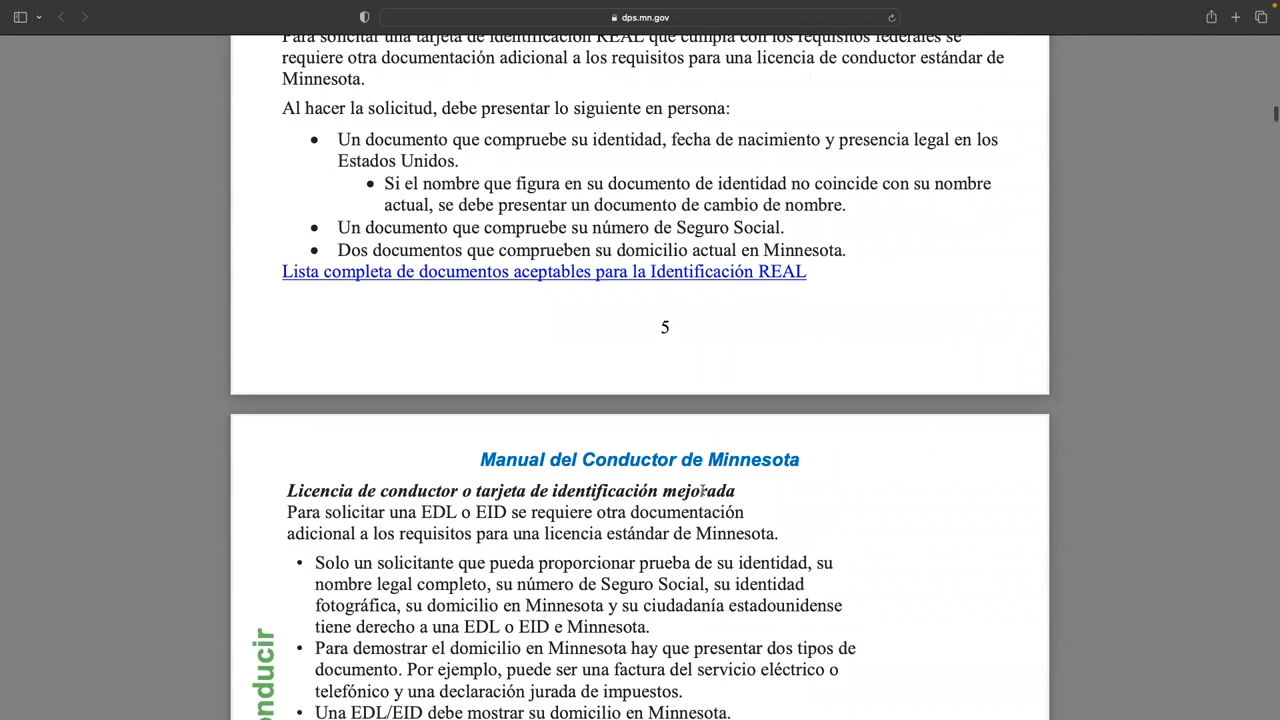 dps.mn.gov
Para solicitar una tarjeta de identificación REAL que cumpla con los requisitos federales se
requiere otra documentación adicional a los requisitos para una licencia de conductor estándar de
Minnesota.
Al hacer la solicitud, debe presentar lo siguiente en persona:
• Un documento que compruebe su identidad, fecha de nacimiento y presencia legal en los
Estados Unidos.
• Si el nombre que figura en su documento de identidad no coincide con su nombre
actual, se debe presentar un documento de cambio de nombre.
• Un documento que compruebe su número de Seguro Social.
• Dos documentos que comprueben su domicilio actual en Minnesota.
Lista completa de documentos aceptables para la Identificación REAL
5
Manual del Conductor de Minnesota
Licencia de conductor o tarjeta de identificación mejorada
Para solicitar una EDL o EID se requiere otra documentación
adicional a los requisitos para una licencia estándar de Minnesota.
• Solo un solicitante que pueda proporcionar prueba de su identidad, su
nombre legal completo, su número de Seguro Social, su identidad
fotográfica, su domicilio en Minnesota y su ciudadanía estadounidense
tiene derecho a una EDL o EID e Minnesota.
• Para demostrar el domicilio en Minnesota hay que presentar dos tipos de
documento. Por ejemplo, puede ser una factura del servicio eléctrico o
telefónico y una declaración jurada de impuestos.
• Una EDL/EID debe mostrar su domicilio en Minnesota.
onducir